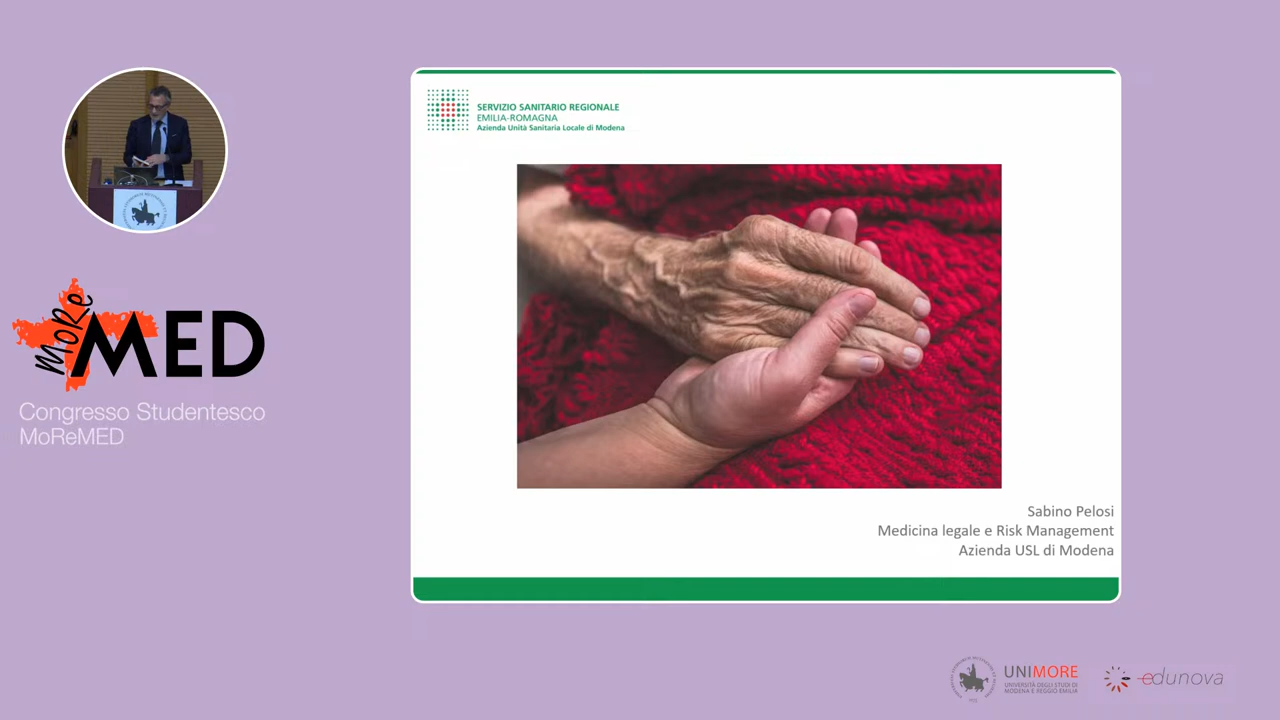 SERVIZIO SANITARIO REGIONALE
EMILIA-ROMAGNA
Azienda Unità Sanitaria Locale di Modena
MoRe
MED
Congresso Studentesco
MoReMED
Sabino Pelosi
Medicina legale e Risk Management
Azienda USL di Modena
UNIMORE
UNIVERSITÀ DEGLI STUDI DI
MODENA E REGGIO EMILIA
edunova